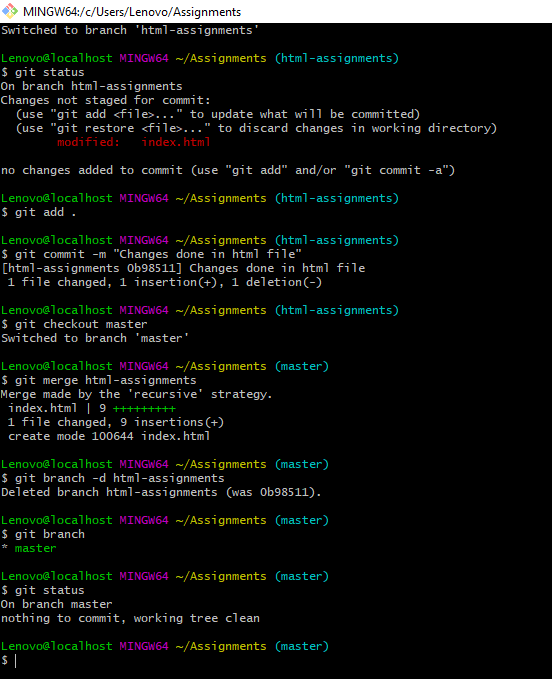 MINGW64:/c/Users/Lenovo/Assignments
Switched to branch 'html-assignments'
Lenovo@localhost MINGW64 ~/Assignments (html-assignments)
$ git status
On branch html-assignments
Changes not staged for commit:
  (use "git add <file>..." to update what will be committed)
  (use "git restore <file>..." to discard changes in working directory)
        modified:   index.html
no changes added to commit (use "git add" and/or "git commit -a")
Lenovo@localhost MINGW64 ~/Assignments (html-assignments)
$ git add .
Lenovo@localhost MINGW64 ~/Assignments (html-assignments)
$ git commit -m "Changes done in html file"
[html-assignments 0b98511] Changes done in html file
 1 file changed, 1 insertion(+), 1 deletion(-)
Lenovo@localhost MINGW64 ~/Assignments (html-assignments)
$ git checkout master
Switched to branch 'master'
Lenovo@localhost MINGW64 ~/Assignments (master)
$ git merge html-assignments
Merge made by the 'recursive' strategy.
 index.html | 9 +++++++++
 1 file changed, 9 insertions(+)
 create mode 100644 index.html
Lenovo@localhost MINGW64 ~/Assignments (master)
$ git branch -d html-assignments
Deleted branch html-assignments (was 0b98511).
Lenovo@localhost MINGW64 ~/Assignments (master)
$ git branch
* master
Lenovo@localhost MINGW64 ~/Assignments (master)
$ git status
On branch master
nothing to commit, working tree clean
Lenovo@localhost MINGW64 ~/Assignments (master)
$